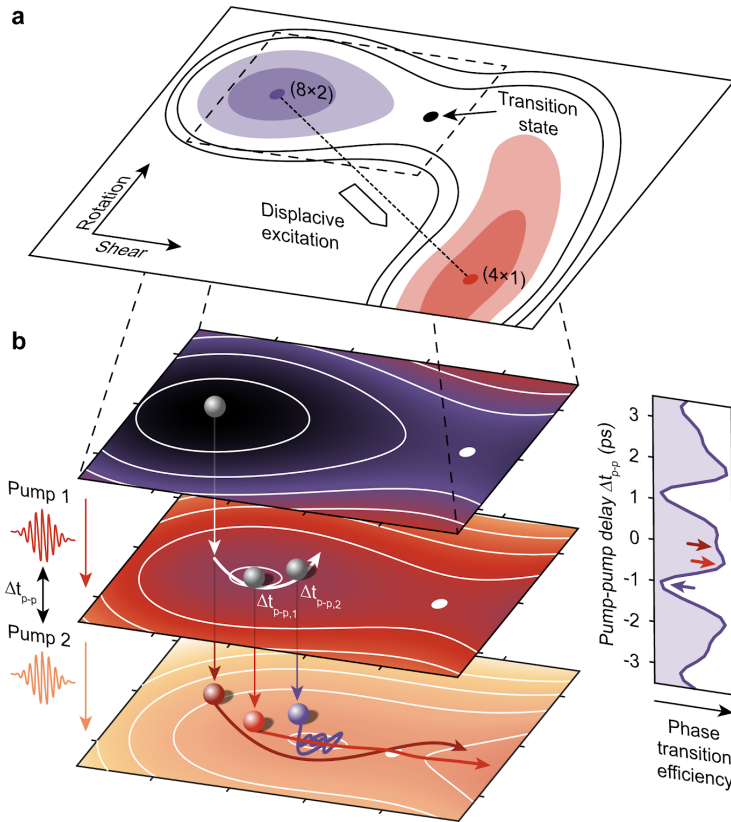 a
(8×2)
Transition
state
Rotation
Shear
Displacive
excitation
(4×1)
b
Pump 1
Δt p-p
Pump 2
Δt p-p,1
Δt p-p,2
Pump-pump delay Δt p-p (ps)
3
2
1
0
-1
-2
-3
Phase
transition
efficiency